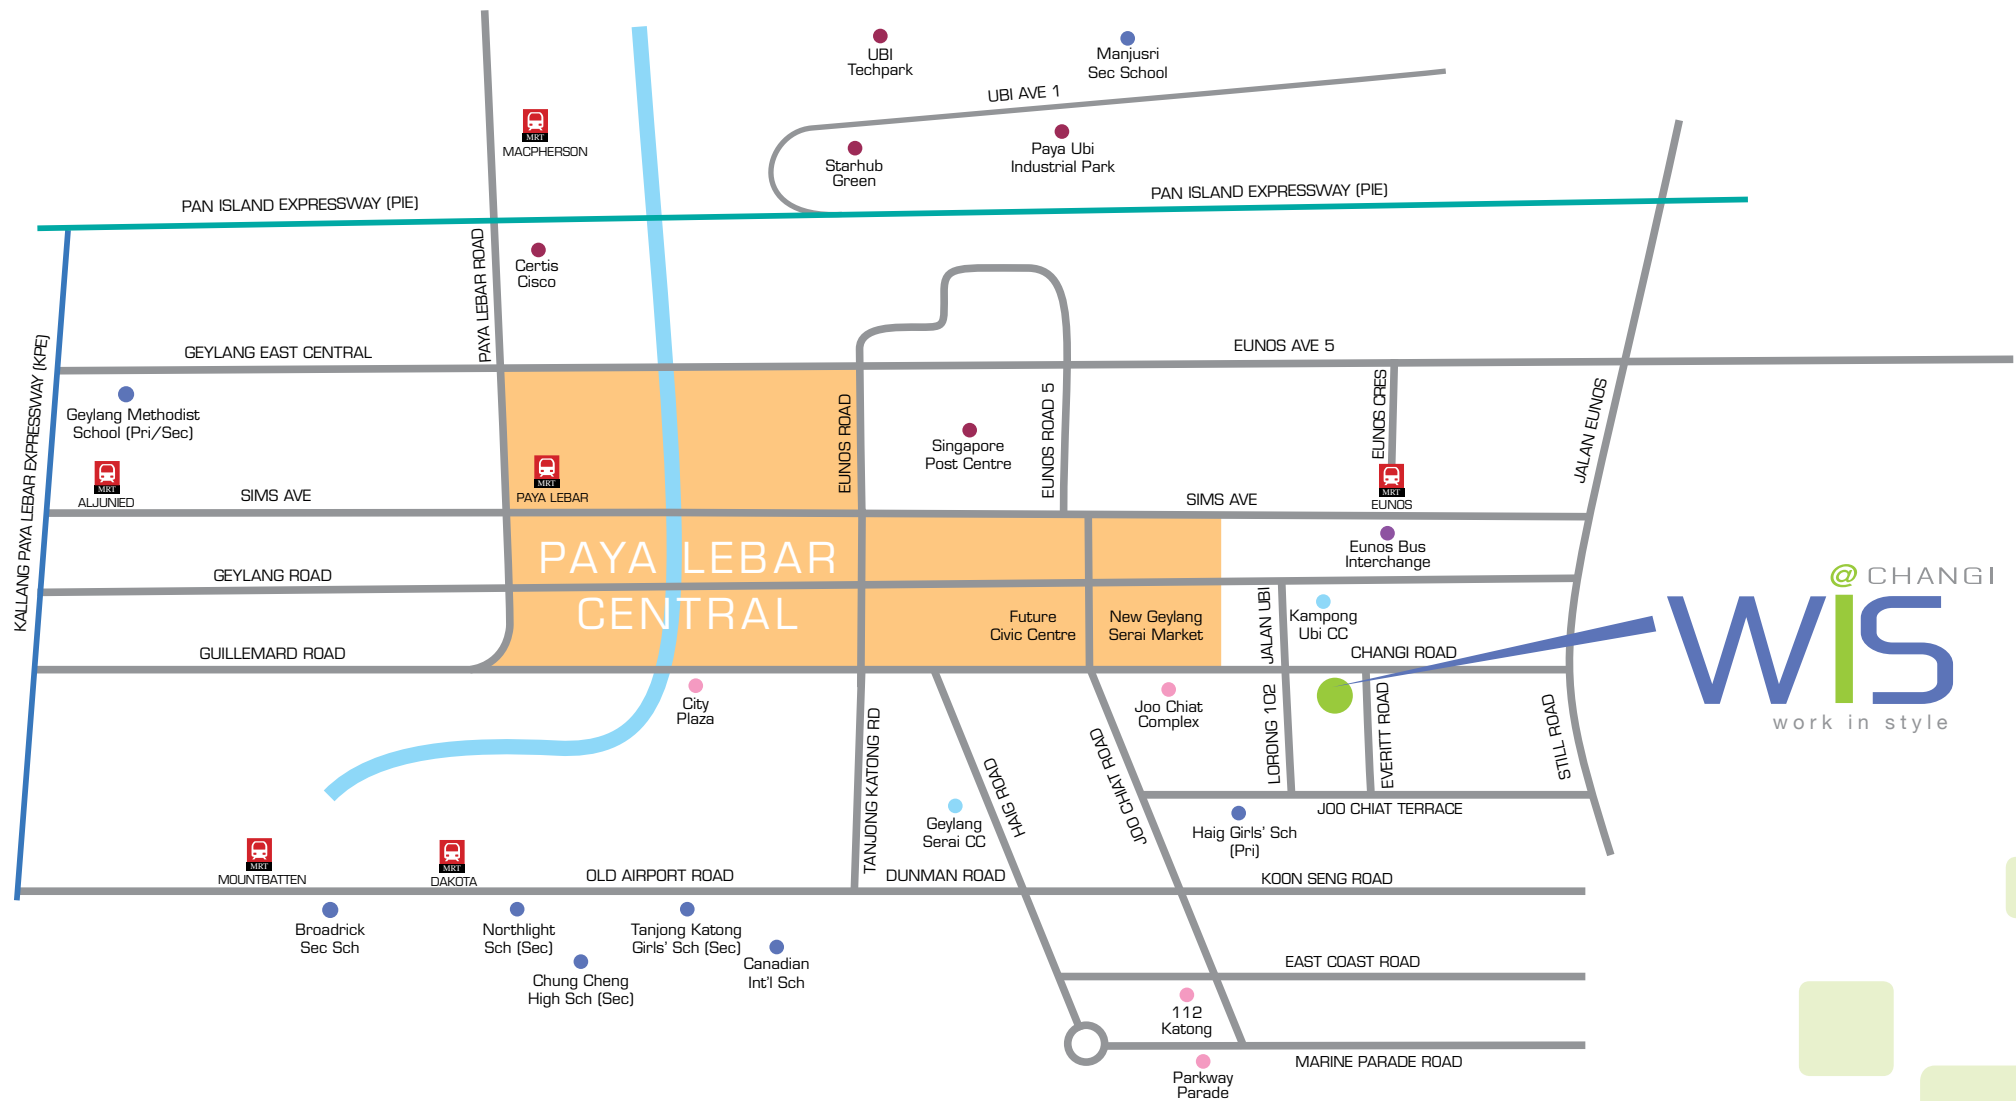 UBI
Techpark
Manjusri
Sec School
UBI AVE 1
MRT
MACPHERSON
Starhub
Green
Paya Ubi
Industrial Park
PAN ISLAND EXPRESSWAY (PIE)
PAN ISLAND EXPRESSWAY (PIE)
PAYA LEBAR ROAD
Certis
Cisco
KALLANG PAYA LEBAR EXPRESSWAY (KPE)
GEYLANG EAST CENTRAL
EUNOS AVE 5
Geylang Methodist
School (Pri/Sec)
EUNOS ROAD
Singapore
Post Centre
EUNOS ROAD 5
EUNOS CRES
JALAN EUNOS
MRT
ALJUNIED
SIMS AVE
MRT
PAYA LEBAR
SIMS AVE
MRT
EUNOS
Eunos Bus
Interchange
PAYA LEBAR
CENTRAL
GEYLANG ROAD
Future
Civic Centre
New Geylang
Serai Market
JALAN UBI
Kampong
Ubi CC
@ CHANGI
WIS
work in style
GUILLEMARD ROAD
CHANGI ROAD
City
Plaza
TANJONG KATONG RD
HAIG ROAD
JOO CHIAT ROAD
Joo Chiat
Complex
LORONG 102
EVERITT ROAD
STILL ROAD
JOO CHIAT TERRACE
Geylang
Serai CC
Haig Girls' Sch
(Pri)
MRT
MOUNTBATTEN
MRT
DAKOTA
OLD AIRPORT ROAD
DUNMAN ROAD
KOON SENG ROAD
Broadrick
Sec Sch
Northlight
Sch (Sec)
Tanjong Katong
Girls' Sch (Sec)
Chung Cheng
High Sch (Sec)
Canadian
Int'l Sch
EAST COAST ROAD
112
Katong
MARINE PARADE ROAD
Parkway
Parade